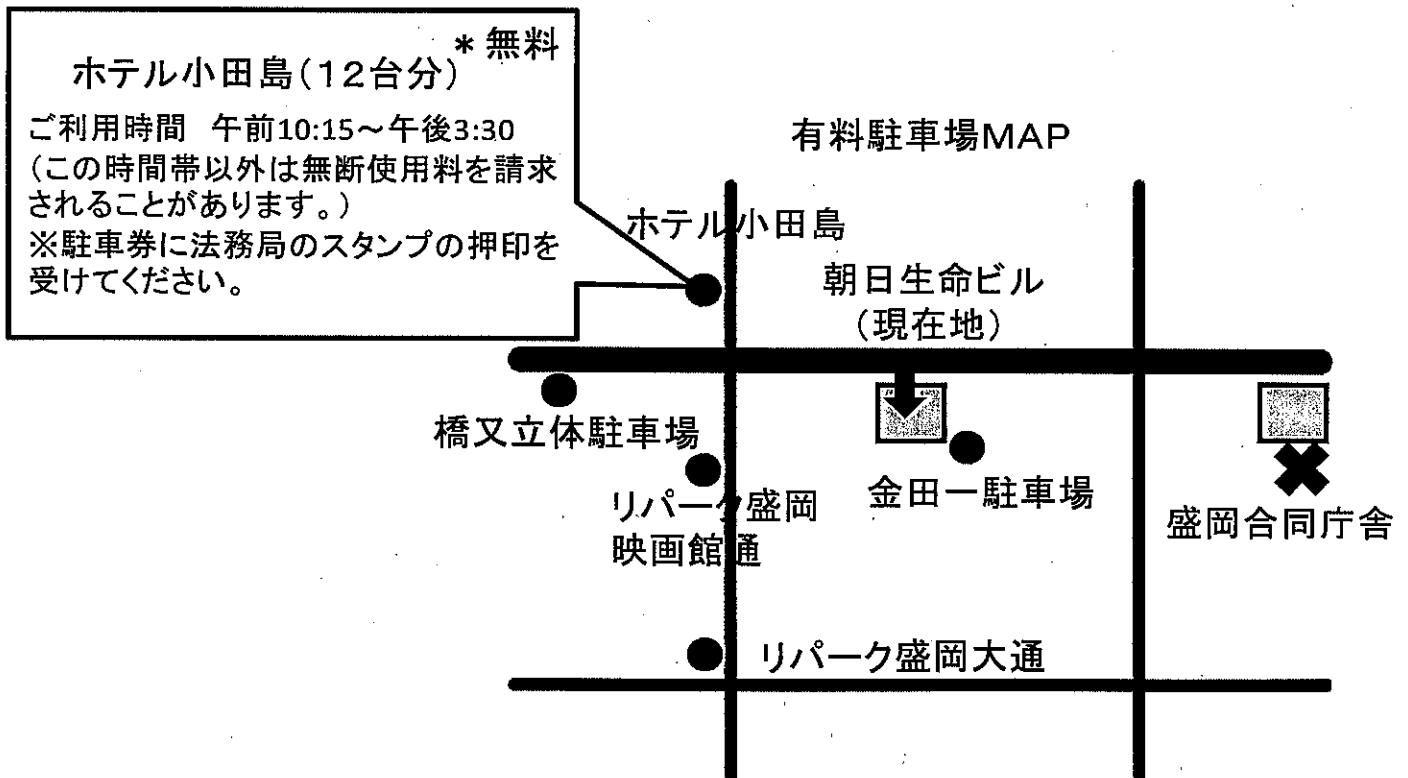 *無料
ホテル小田島(12台分)
ご利用時間 午前10:15～午後3:30
(この時間帯以外は無断使用料を請求
されることがあります。)
※駐車券に法務局のスタンプの押印を
受けてください。
有料駐車場MAP
ホテル小田島
朝日生命ビル
(現在地)
橋又立体駐車場
リパーク盛岡
映画館通
金田一駐車場
盛岡合同庁舎
リパーク盛岡大通